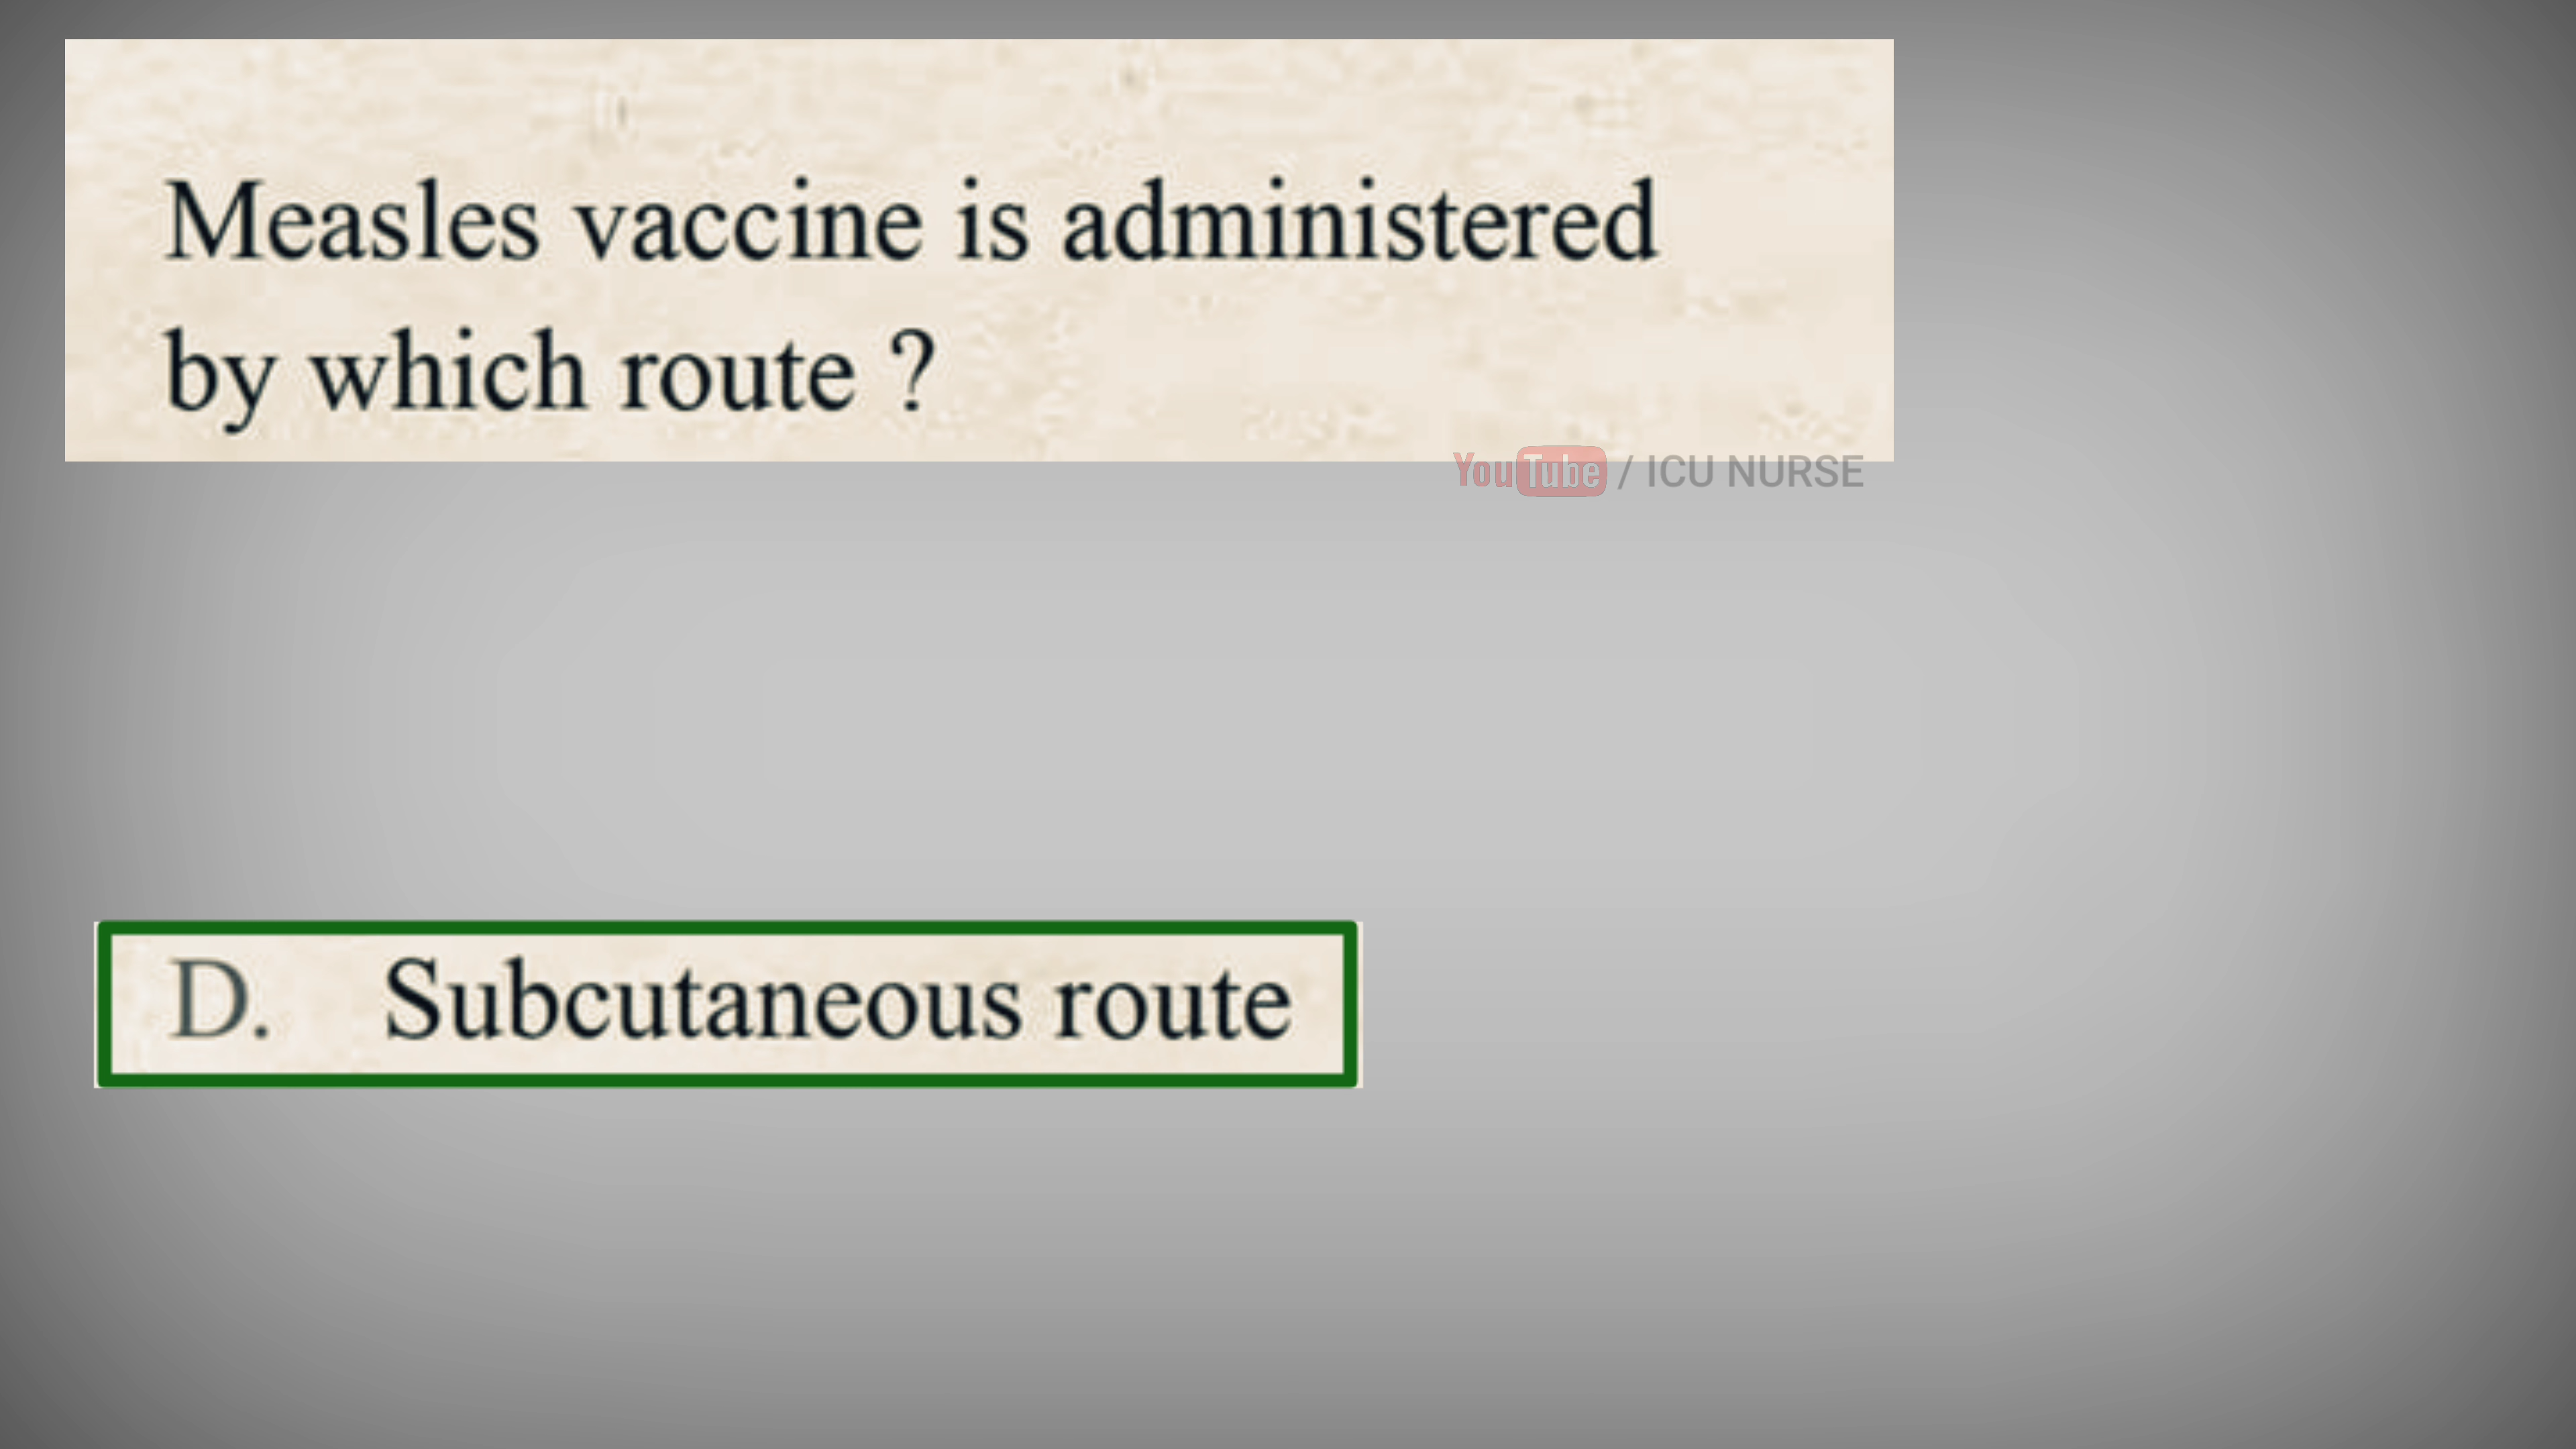 Measles vaccine is administered
by which route ?
YouTube / ICU NURSE
D. Subcutaneous route